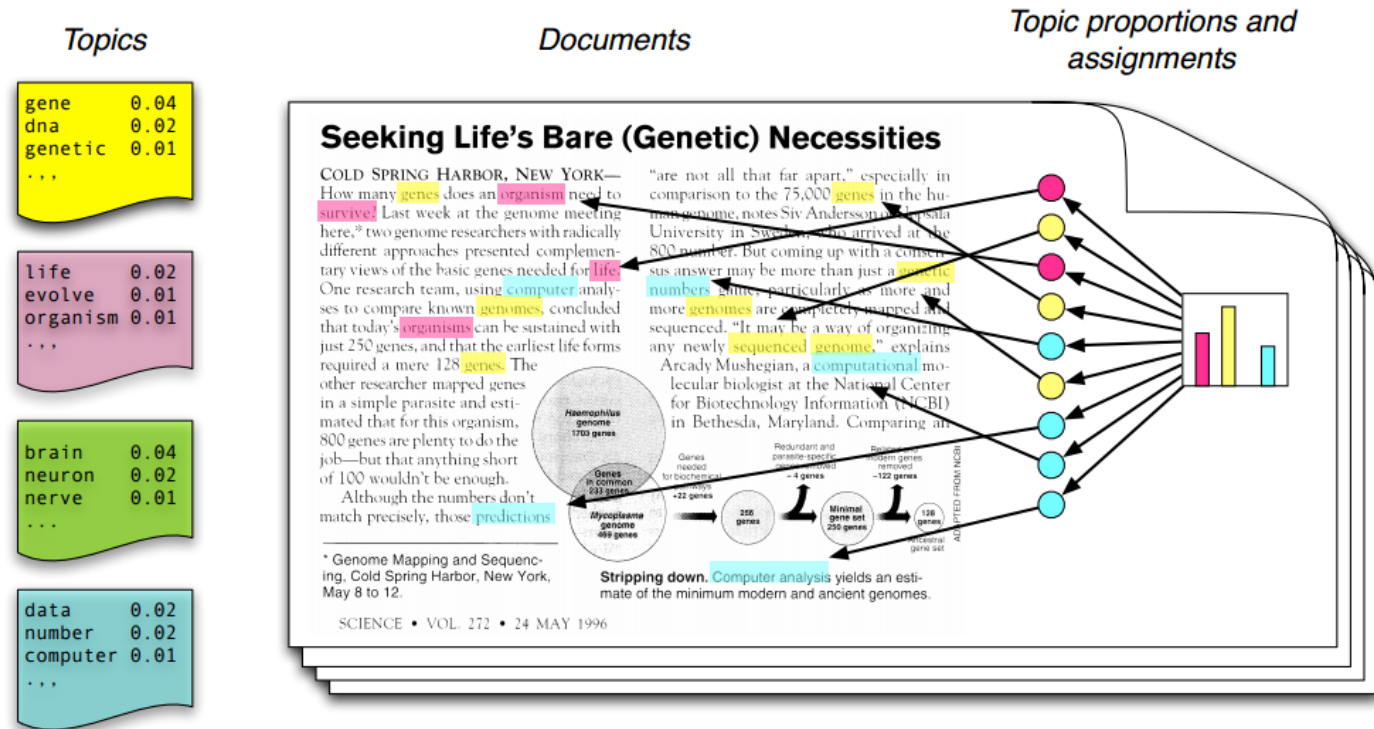 Topics
Documents
Topic proportions and
assignments
gene 0.04
dna 0.02
genetic 0.01
.,,
life 0.02
evolve 0.01
organism 0.01
.,,
brain 0.04
neuron 0.02
nerve 0.01
...
data 0.02
number 0.02
computer 0.01
.,,
Seeking Life's Bare (Genetic) Necessities
COLD SPRING HARBOR, NEW YORK—
How many genes does an organism need to
survive? Last week at the genome meeting
here,* two genome researchers with radically
different approaches presented complemen-
tary views of the basic genes needed for life.
One research team, using computer analy-
ses to compare known genomes, concluded
that today's organisms can be sustained with
just 250 genes, and that the earliest life forms
required a mere 128 genes. The
other researcher mapped genes
in a simple parasite and esti-
mated that for this organism,
800 genes are plenty to do the
job—but that anything short
of 100 wouldn't be enough.
Although the numbers don't
match precisely, those predictions
* Genome Mapping and Sequenc-
ing, Cold Spring Harbor, New York,
May 8 to 12.
SCIENCE • VOL. 272 • 24 MAY 1996
"are not all that far apart," especially in
comparison to the 75,000 genes in the hu-
man genome, notes Siv Andersson
University in Sweden, who arrived at the
800 number. But coming up with a consen-
sus answer may be more than just a genetic
numbers game, particularly as more and
more genomes are completely mapped and
sequenced. "It may be a way of organizing
any newly sequenced genome," explains
Arcady Mushegian, a computational mo-
lecular biologist at the National Center
for Biotechnology Information (NCBI)
in Bethesda, Maryland. Comparing an
Haemophilus
genome
1703 genes
Genes
in common
233 genes
Mycoplasma
genome
469 genes
Genes
needed
for biochemical
pathways
+22 genes
256
genes
Redundant and
parasite-specific
genes removed
– 4 genes
Minimal
gene set
250 genes
modern genes
removed
–122 genes
128
genes
Ancestral
gene set
ADAPTED FROM NCBI
Stripping down. Computer analysis yields an esti-
mate of the minimum modern and ancient genomes.